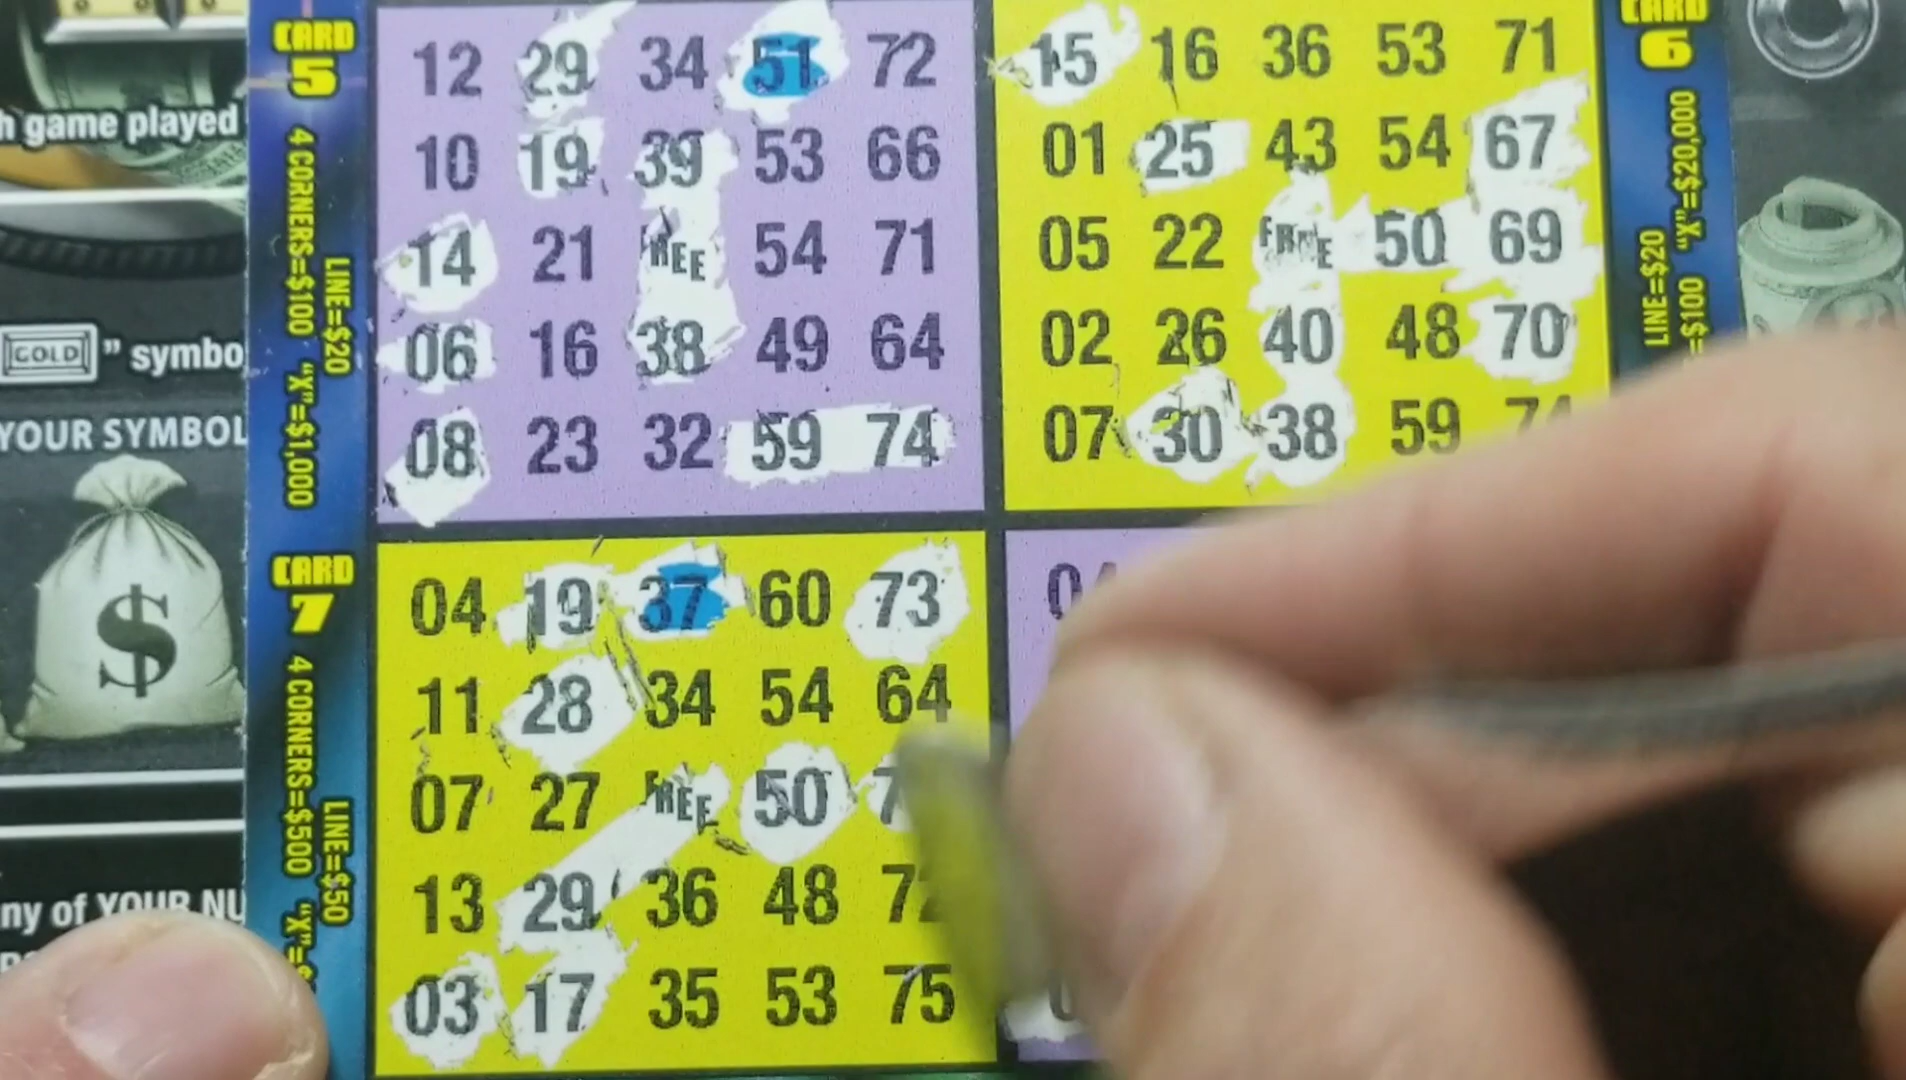 CARD
5
LINE=$20
4 CORNERS=$100 "X"=$1,000
12 29 34 51 72
10 19 39 53 66
14 21 FREE 54 71
06 16 38 49 64
08 23 32 59 74
CARD
6
LINE=$20
=$100 "X"=$20,000
15 16 36 53 71
01 25 43 54 67
05 22 FREE 50 69
02 26 40 48 70
07 30 38 59
CARD
7
LINE=$50
4 CORNERS=$500 "X"=
04 19 37 60 73
11 28 34 54 64
07 27 FREE 50
13 29 36 48
03 17 35 53 75
h game played
GOLD " symbo
YOUR SYMBOL
$
ny of YOUR NU